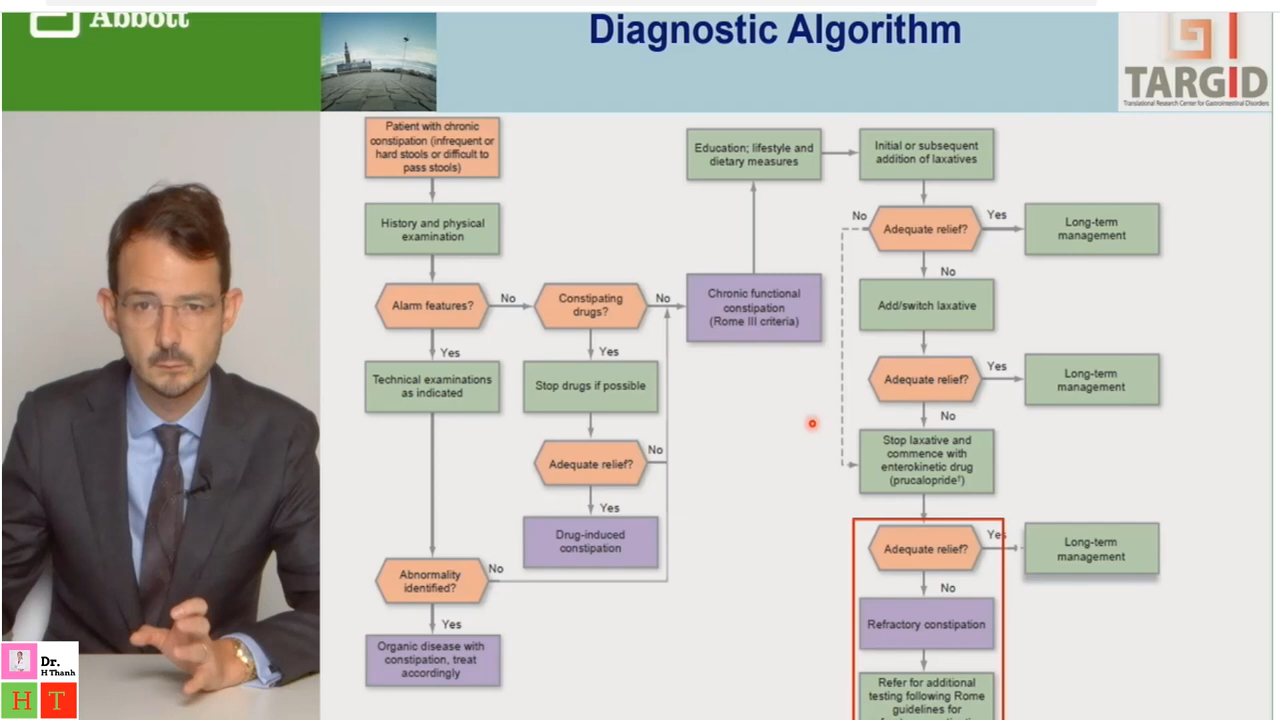 Abbott
Diagnostic Algorithm
TARGID
Translational Research Center for Gastrointestinal Disorders
Patient with chronic
constipation (infrequent or
hard stools or difficult to
pass stools)
History and physical
examination
Alarm features?
No
Yes
Technical examinations
as indicated
Abnormality
identified?
No
Yes
Organic disease with
constipation, treat
accordingly
Constipating
drugs?
No
Yes
Stop drugs if possible
Adequate relief?
No
Yes
Drug-induced
constipation
Chronic functional
constipation
(Rome III criteria)
Education; lifestyle and
dietary measures
Initial or subsequent
addition of laxatives
No
Adequate relief?
Yes
Long-term
management
No
Add/switch laxative
Adequate relief?
Yes
Long-term
management
No
Stop laxative and
commence with
enterokinetic drug
(prucalopride†)
Adequate relief?
Yes
Long-term
management
No
Refractory constipation
Refer for additional
testing following Rome
guidelines for
Dr.
H Thanh
H T